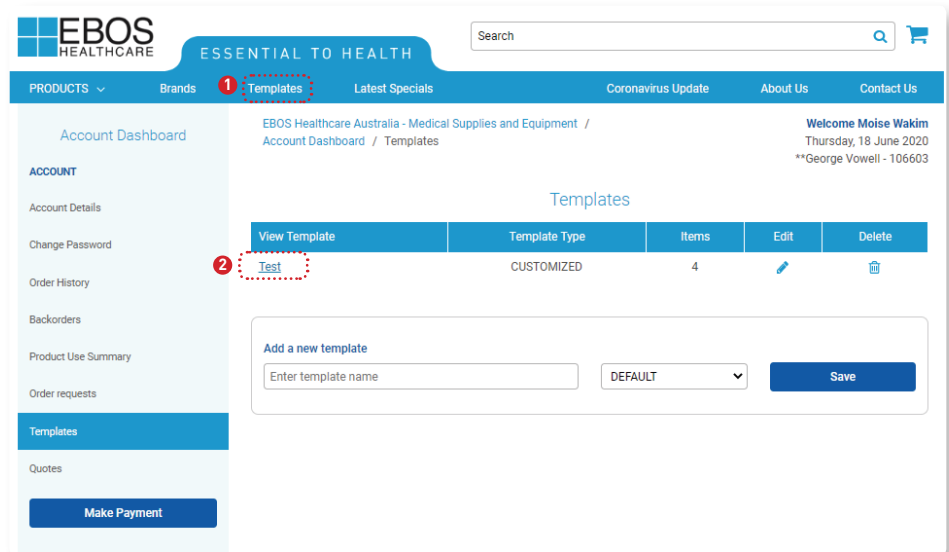 EBOS
HEALTHCARE
ESSENTIAL TO HEALTH
Search
PRODUCTS
Brands
1
Templates
Latest Specials
Coronavirus Update
About Us
Contact Us
Account Dashboard
ACCOUNT
Account Details
Change Password
Order History
Backorders
Product Use Summary
Order requests
Templates
Quotes
Make Payment
EBOS Healthcare Australia - Medical Supplies and Equipment /
Account Dashboard / Templates
Welcome Moise Wakim
Thursday, 18 June 2020
**George Vowell - 106603
Templates
View Template Template Type Items Edit Delete
2 Test CUSTOMIZED 4
Add a new template
Enter template name DEFAULT Save